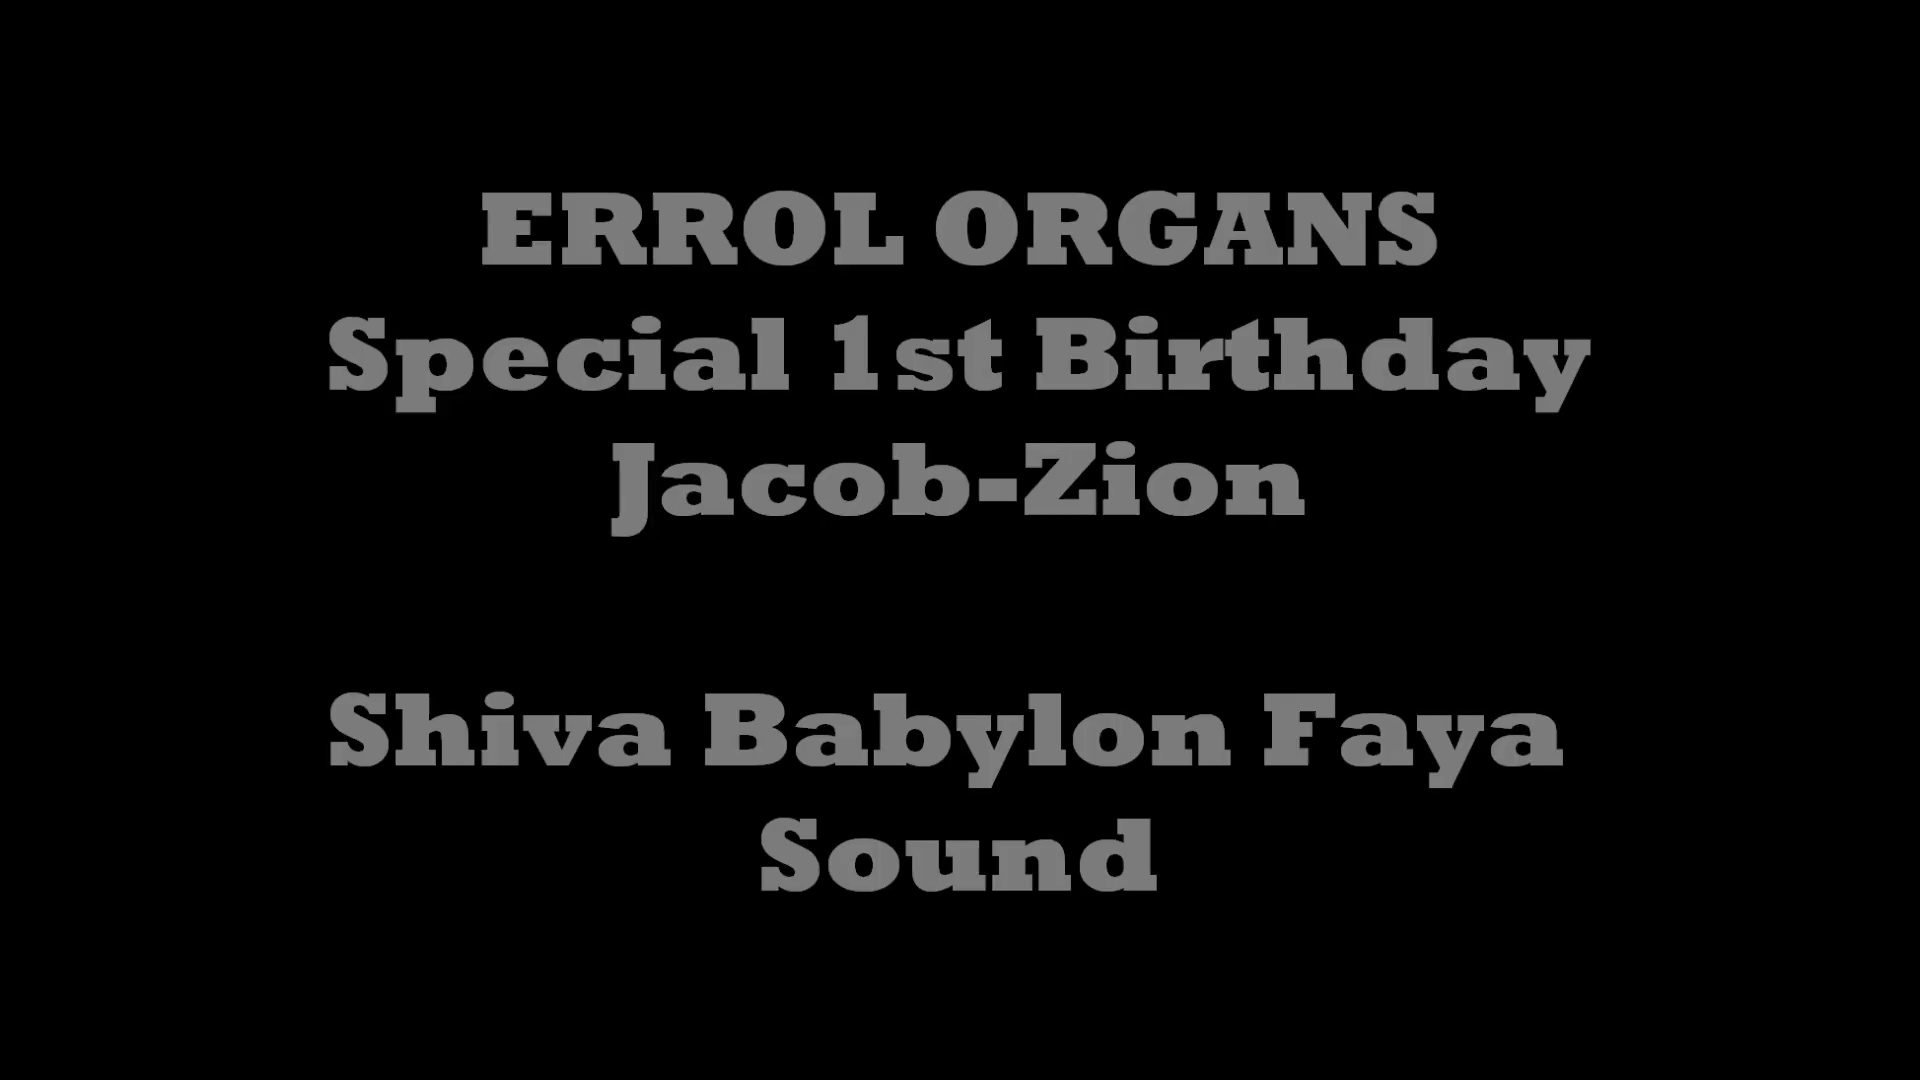 ERROL ORGANS
Special 1st Birthday
Jacob-Zion
Shiva Babylon Faya
Sound